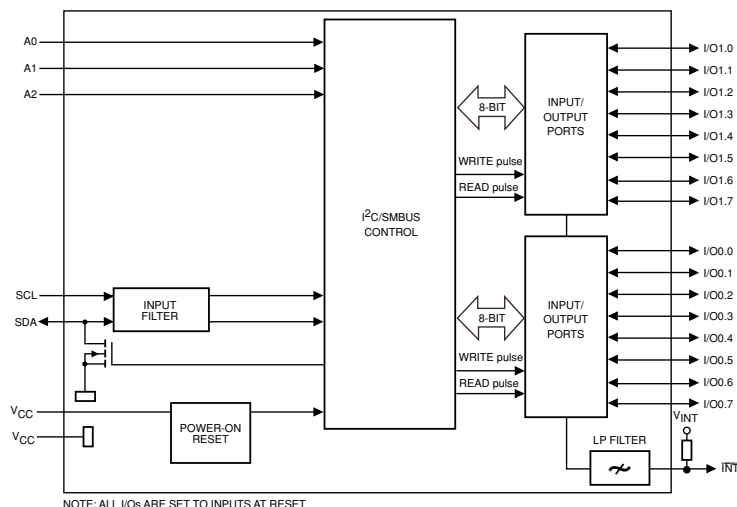 A0
A1
A2
SCL
SDA
VCC
VCC
INPUT
FILTER
POWER-ON
RESET
I2C/SMBUS
CONTROL
8-BIT
WRITE pulse
READ pulse
INPUT/
OUTPUT
PORTS
I/O1.0
I/O1.1
I/O1.2
I/O1.3
I/O1.4
I/O1.5
I/O1.6
I/O1.7
8-BIT
WRITE pulse
READ pulse
INPUT/
OUTPUT
PORTS
I/O0.0
I/O0.1
I/O0.2
I/O0.3
I/O0.4
I/O0.5
I/O0.6
I/O0.7
VINT
LP FILTER
INT
NOTE: ALL I/Os ARE SET TO INPUTS AT RESET